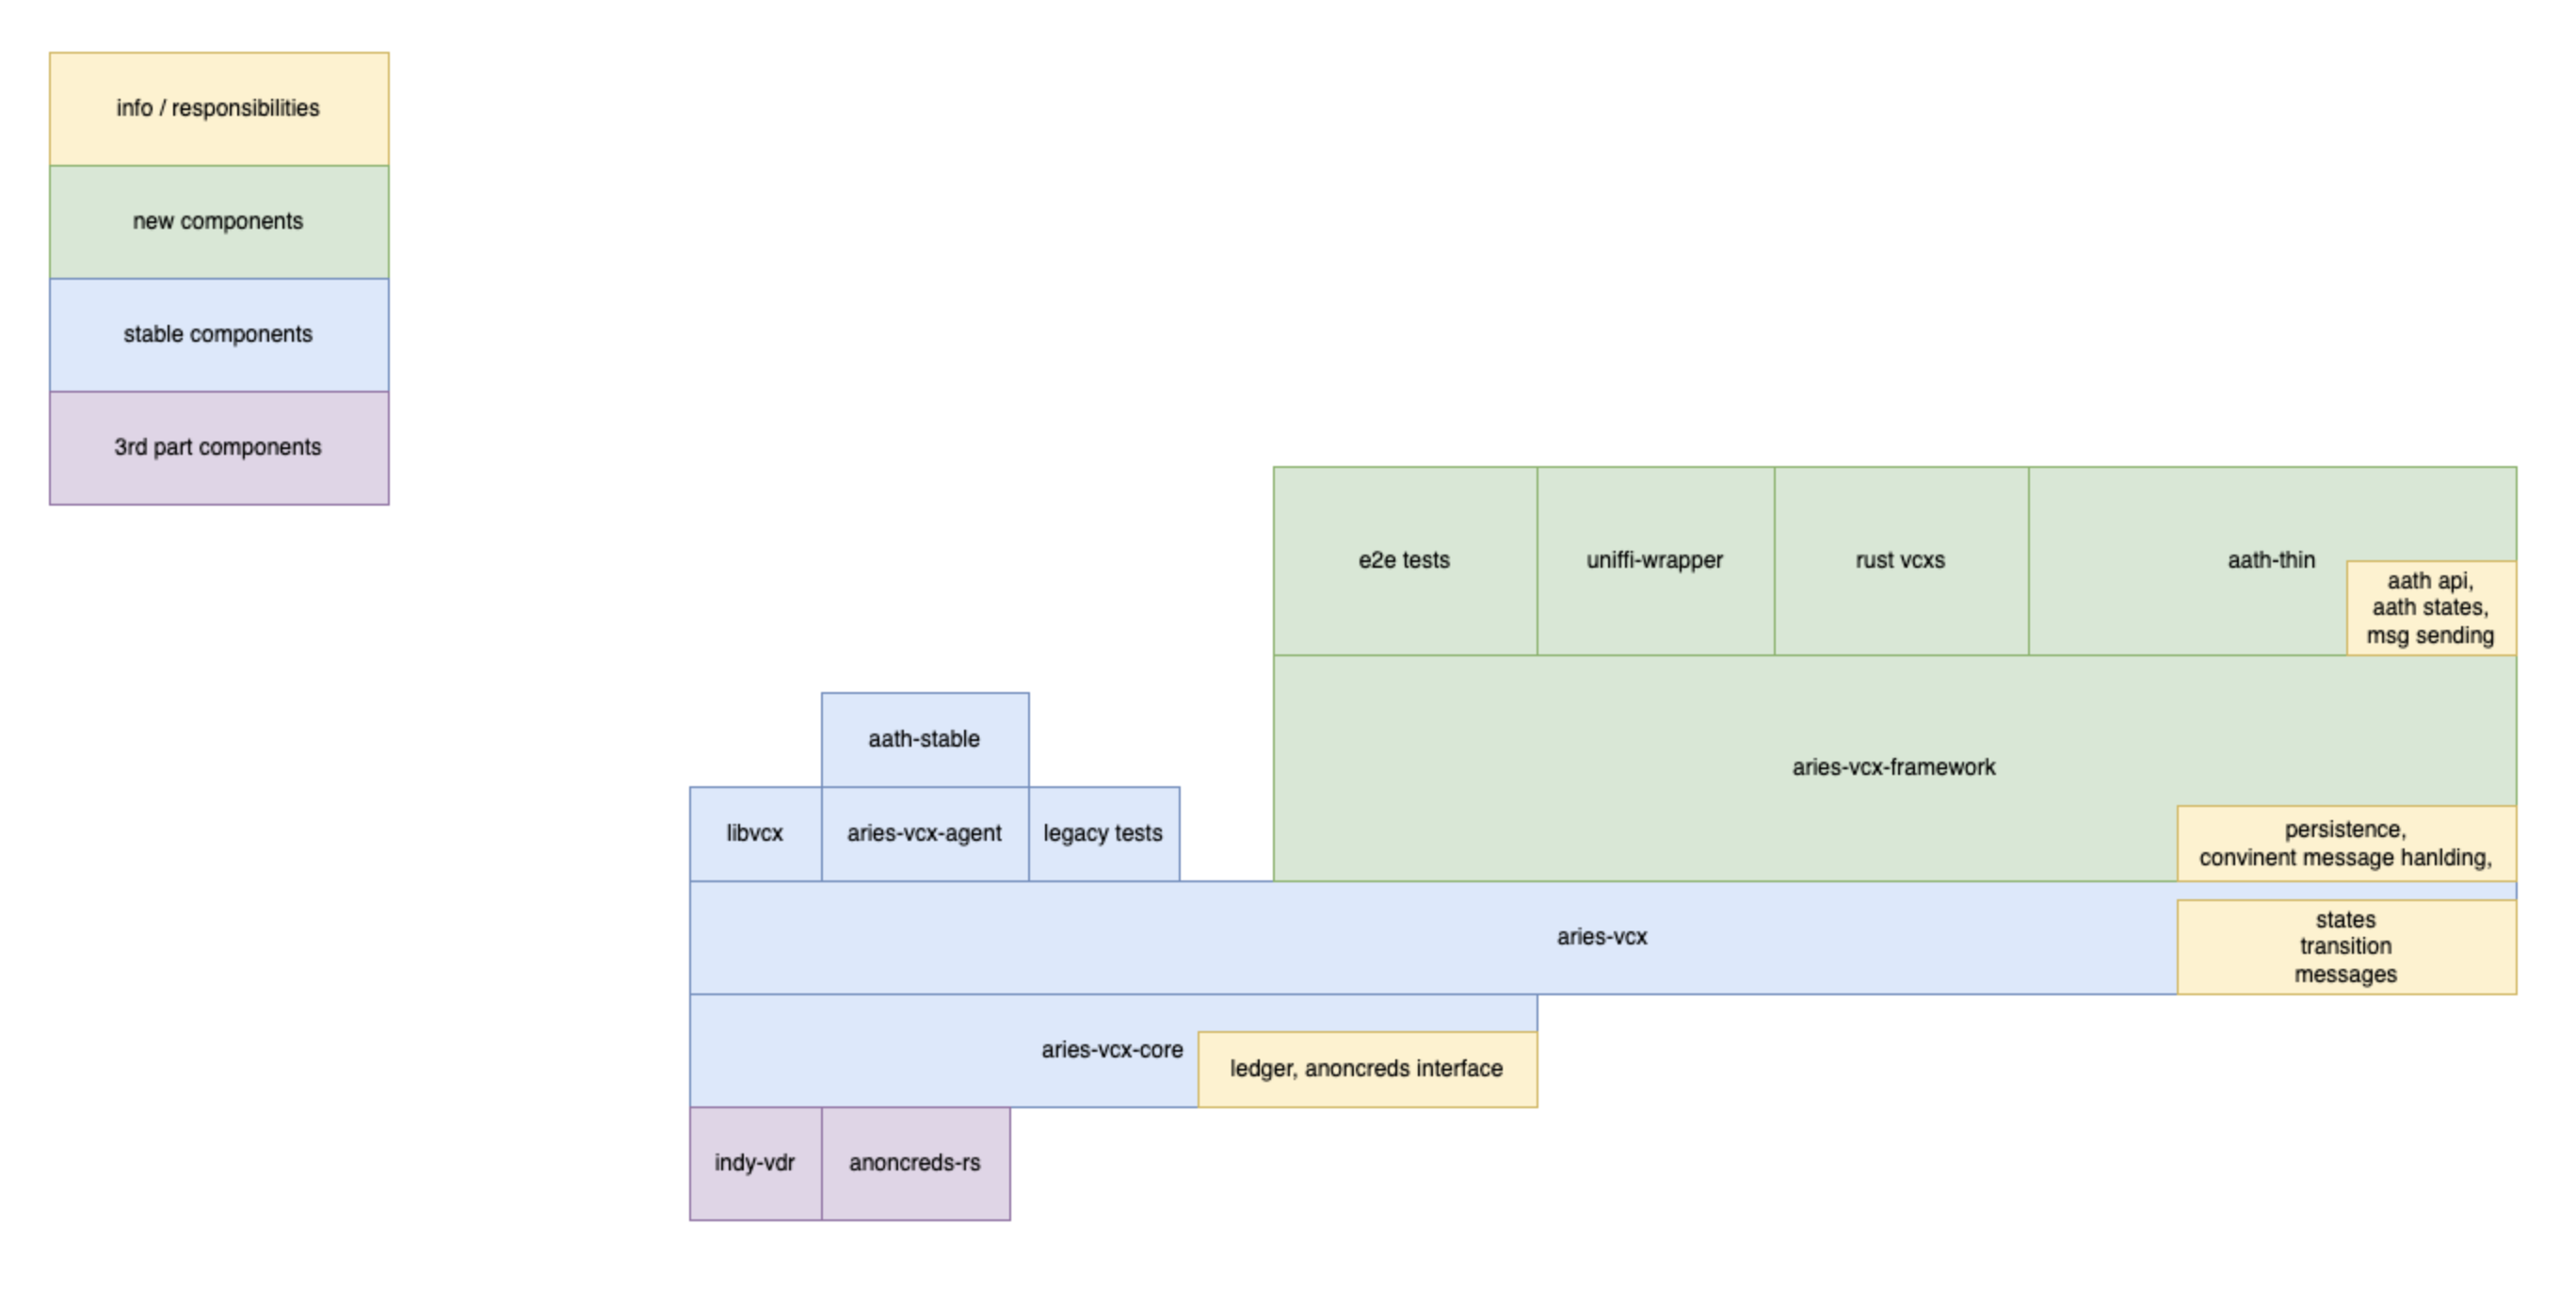 info / responsibilities
new components
stable components
3rd part components
e2e tests
uniffi-wrapper
rust vcxs
aath-thin
aath api,
aath states,
msg sending
aries-vcx-framework
persistence,
convinent message hanlding,
aath-stable
libvcx
aries-vcx-agent
legacy tests
aries-vcx
states
transition
messages
aries-vcx-core
ledger, anoncreds interface
indy-vdr
anoncreds-rs